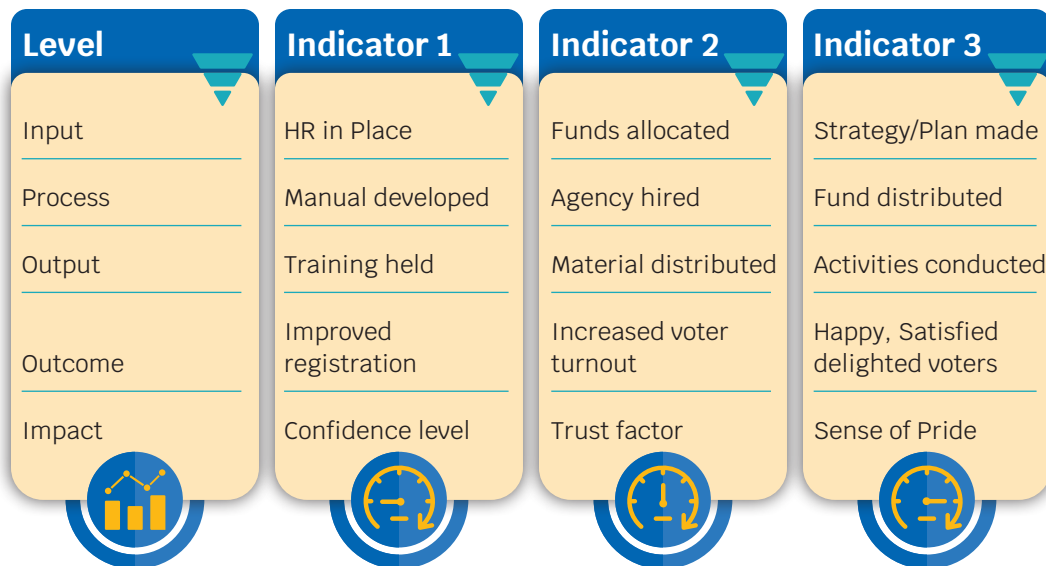 Level Indicator 1 Indicator 2 Indicator 3
Input HR in Place Funds allocated Strategy/Plan made
Process Manual developed Agency hired Fund distributed
Output Training held Material distributed Activities conducted
Outcome Improved registration Increased voter turnout Happy, Satisfied delighted voters
Impact Confidence level Trust factor Sense of Pride